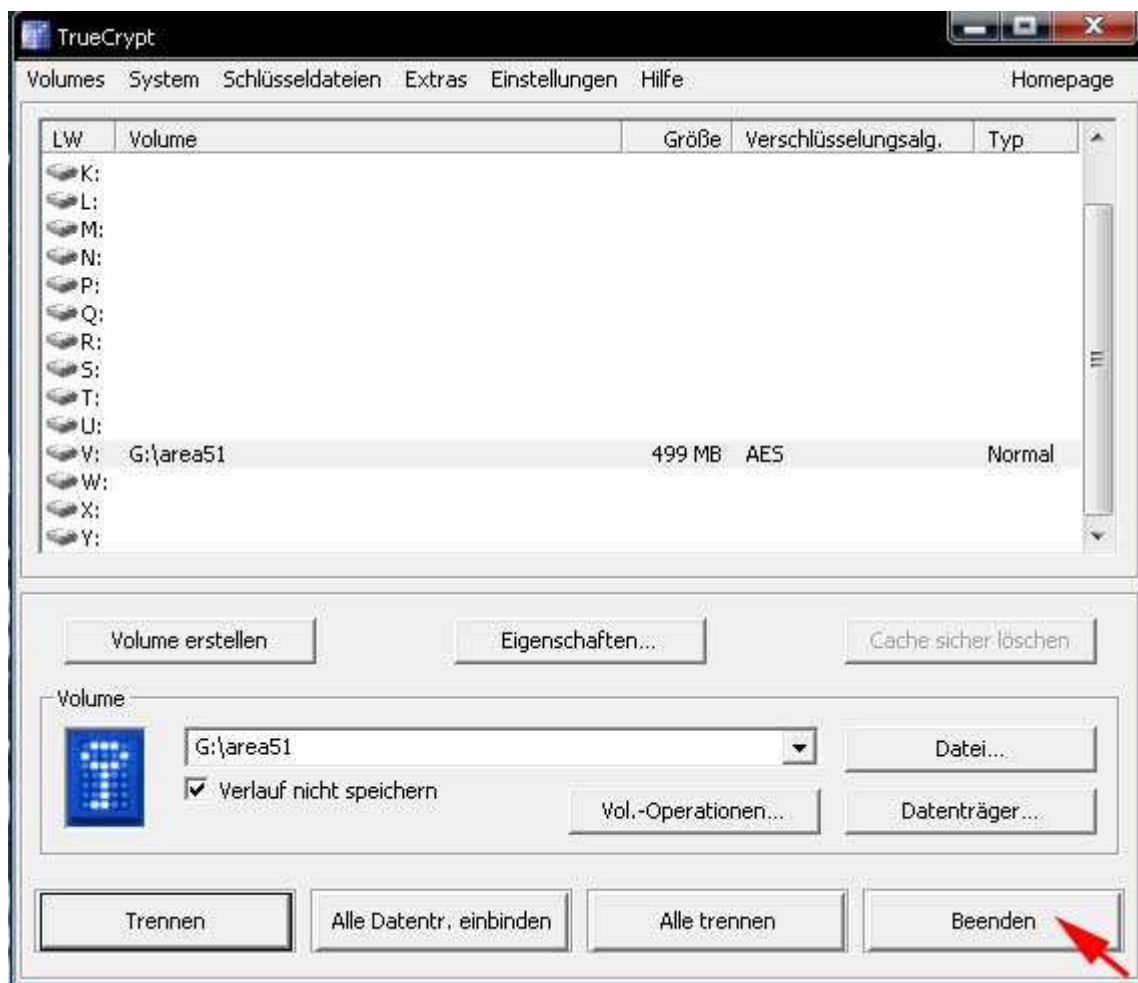 TrueCrypt
Volumes System Schlüsseldateien Extras Einstellungen Hilfe Homepage
LW Volume Größe Verschlüsselungsalg. Typ
K:
L:
M:
N:
P:
Q:
R:
S:
T:
U:
V: G:\area51 499 MB AES Normal
W:
X:
Y:
Volume erstellen Eigenschaften... Cache sicher löschen
Volume
G:\area51 Datei...
Verlauf nicht speichern
Vol.-Operationen... Datenträger...
Trennen Alle Datentr. einbinden Alle trennen Beenden